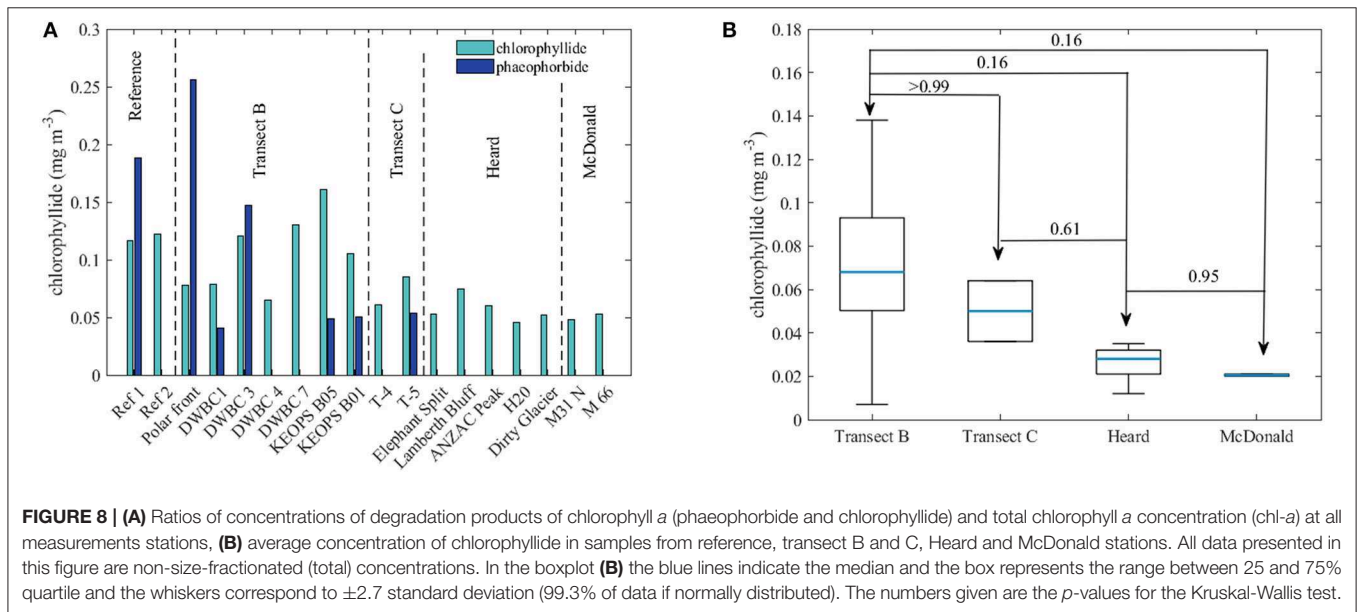 A
0.3
0.25
0.2
0.15
0.1
0.05
0
chlorophyllide (mg m-3)
chlorophyllide
phaeophorbide
Reference
Transect B
Transect C
Heard
McDonald
Ref 1
Ref 2
Polar front
DWBC1
DWBC 3
DWBC 4
DWBC 7
KEOPS B05
KEOPS B01
T-4
T-5
Elephant Split
Lamberth Bluff
ANZAC Peak
H20
Dirty Glacier
M31 N
M 66
B
0.18
0.16
0.14
0.12
0.10
0.08
0.06
0.04
0.02
0
chlorophyllide (mg m-3)
0.16
0.16
>0.99
0.61
0.95
Transect B
Transect C
Heard
McDonald
FIGURE 8 | (A) Ratios of concentrations of degradation products of chlorophyll a (phaeophorbide and chlorophyllide) and total chlorophyll a concentration (chl-a) at all
measurements stations, (B) average concentration of chlorophyllide in samples from reference, transect B and C, Heard and McDonald stations. All data presented in
this figure are non-size-fractionated (total) concentrations. In the boxplot (B) the blue lines indicate the median and the box represents the range between 25 and 75%
quartile and the whiskers correspond to ±2.7 standard deviation (99.3% of data if normally distributed). The numbers given are the p-values for the Kruskal-Wallis test.